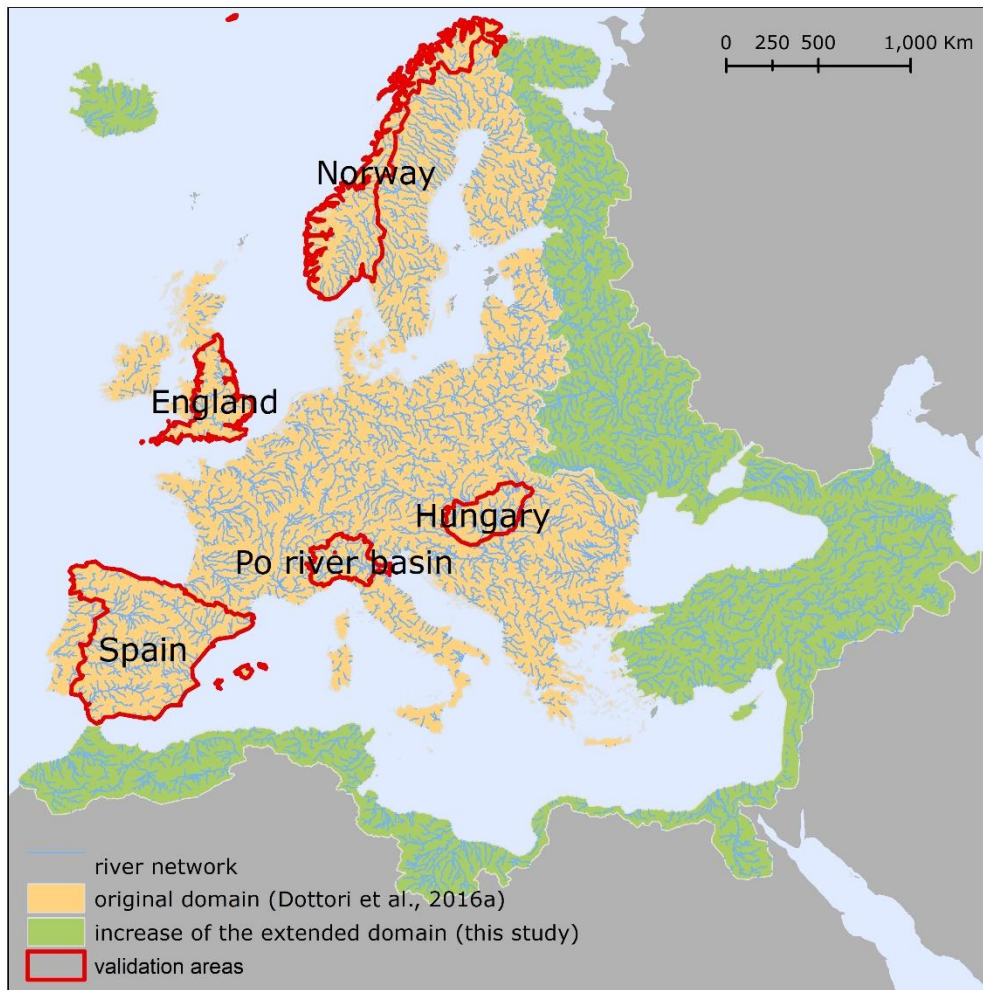 0 250 500 1,000 Km
Norway
England
Hungary
Po river basin
Spain
river network
original domain (Dottori et al., 2016a)
increase of the extended domain (this study)
validation areas